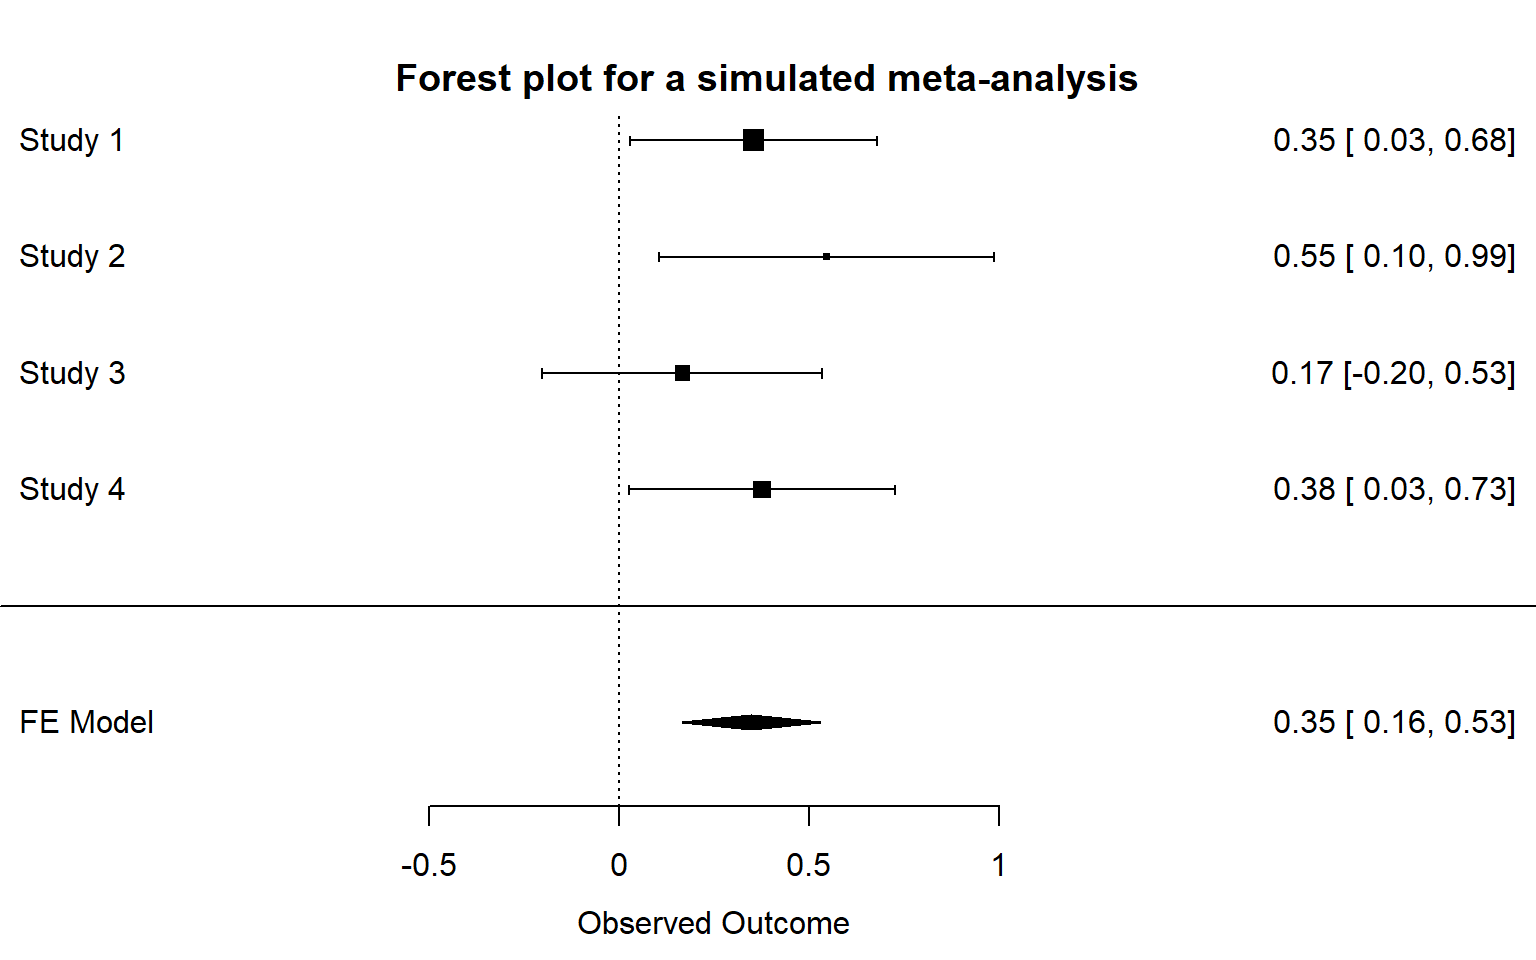 Forest plot for a simulated meta-analysis
Study 1 0.35 [ 0.03, 0.68]
Study 2 0.55 [ 0.10, 0.99]
Study 3 0.17 [-0.20, 0.53]
Study 4 0.38 [ 0.03, 0.73]
FE Model 0.35 [ 0.16, 0.53]
-0.5 0 0.5 1
Observed Outcome